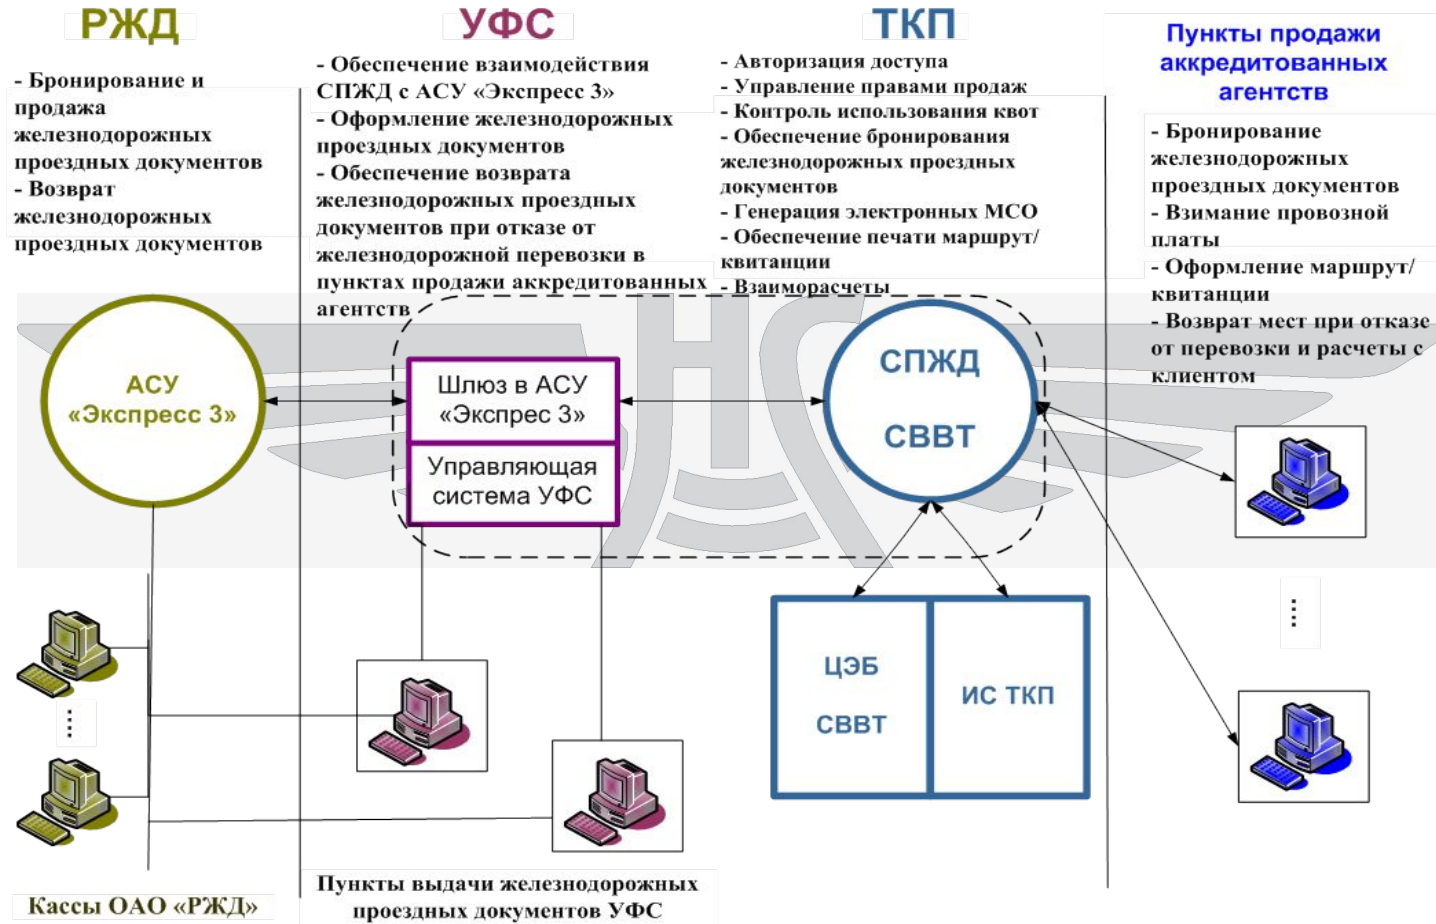 РЖД
- Бронирование и
продажа
железнодорожных
проездных документов
- Возврат
железнодорожных
проездных документов
УФС
- Обеспечение взаимодействия
СПЖД с АСУ «Экспресс 3»
- Оформление железнодорожных
проездных документов
- Обеспечение возврата
железнодорожных проездных
документов при отказе от
железнодорожной перевозки в
пунктах продажи аккредитованных
агентств
ТКП
- Авторизация доступа
- Управление правами продаж
- Контроль использования квот
- Обеспечение бронирования
железнодорожных проездных
документов
- Генерация электронных МСО
- Обеспечение печати маршрут/
квитанции
- Взаиморасчеты
Пункты продажи
аккредитованных
агентств
- Бронирование
железнодорожных
проездных документов
- Взимание провозной
платы
- Оформление маршрут/
квитанции
- Возврат мест при отказе
от перевозки и расчеты с
клиентом
АСУ
«Экспресс 3»
Шлюз в АСУ
«Экспрес 3»
Управляющая
система УФС
СПЖД
СВВТ
ЦЭБ
СВВТ
ИС ТКП
Кассы ОАО «РЖД»
Пункты выдачи железнодорожных
проездных документов УФС